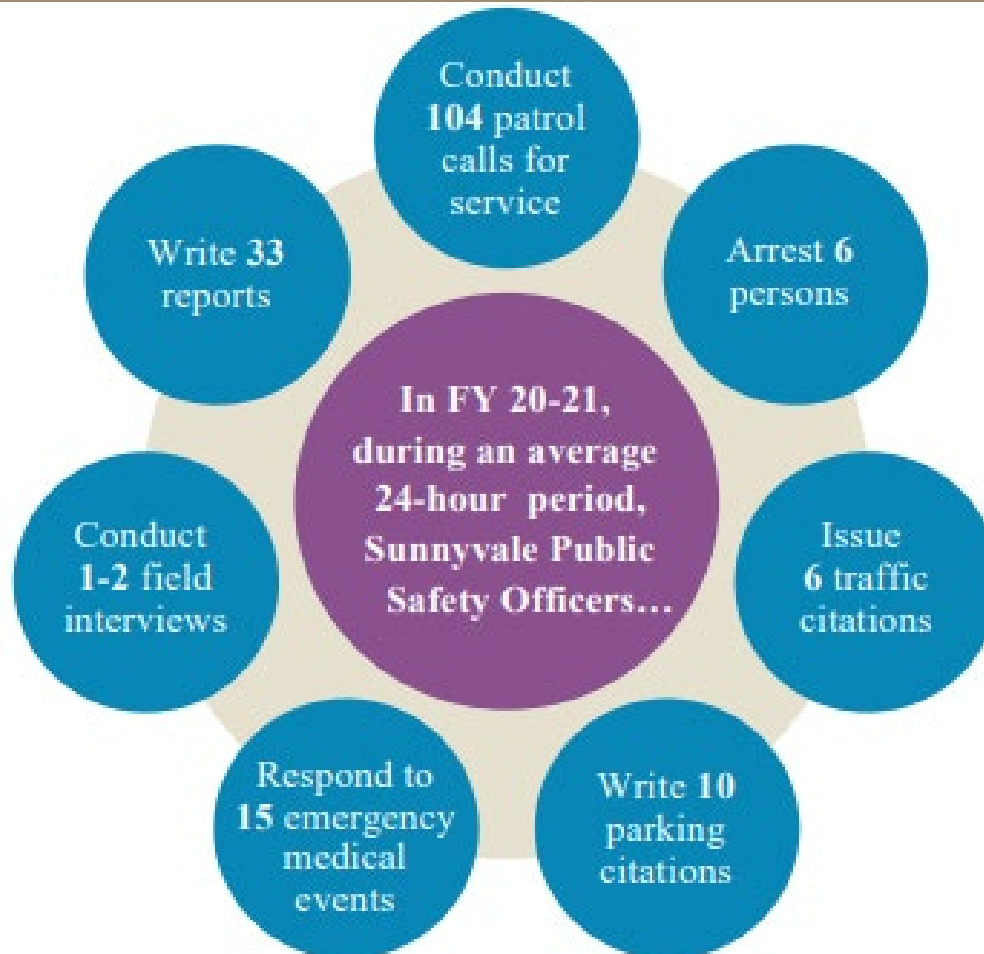 In FY 20-21,
during an average
24-hour period,
Sunnyvale Public
Safety Officers...
Conduct
104 patrol
calls for
service
Arrest 6
persons
Issue
6 traffic
citations
Write 10
parking
citations
Respond to
15 emergency
medical
events
Conduct
1-2 field
interviews
Write 33
reports